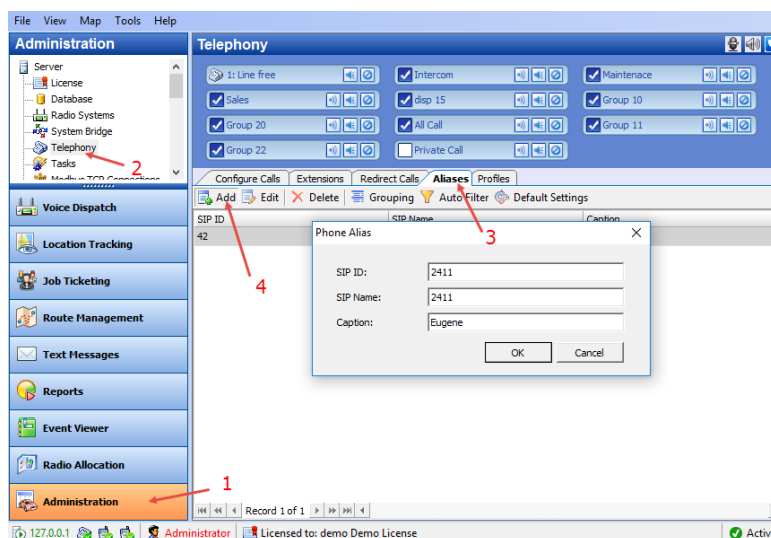 File View Map Tools Help
Administration
Server
License
Database
Radio Systems
System Bridge
Telephony
Tasks
Modbus TCP Connections
2
Voice Dispatch
Location Tracking
Job Ticketing
Route Management
Text Messages
Reports
Event Viewer
Radio Allocation
Administration
1
Telephony
1: Line free Intercom Maintenace
Sales disp 15 Group 10
Group 20 All Call Group 11
Group 22 Private Call
Configure Calls Extensions Redirect Calls Aliases Profiles
Add Edit Delete Grouping Auto Filter Default Settings
SIP ID SIP Name Caption
42
3
4
Phone Alias
SIP ID: 2411
SIP Name: 2411
Caption: Eugene
OK Cancel
Record 1 of 1
127.0.0.1 Administrator Licensed to: demo Demo License Activ